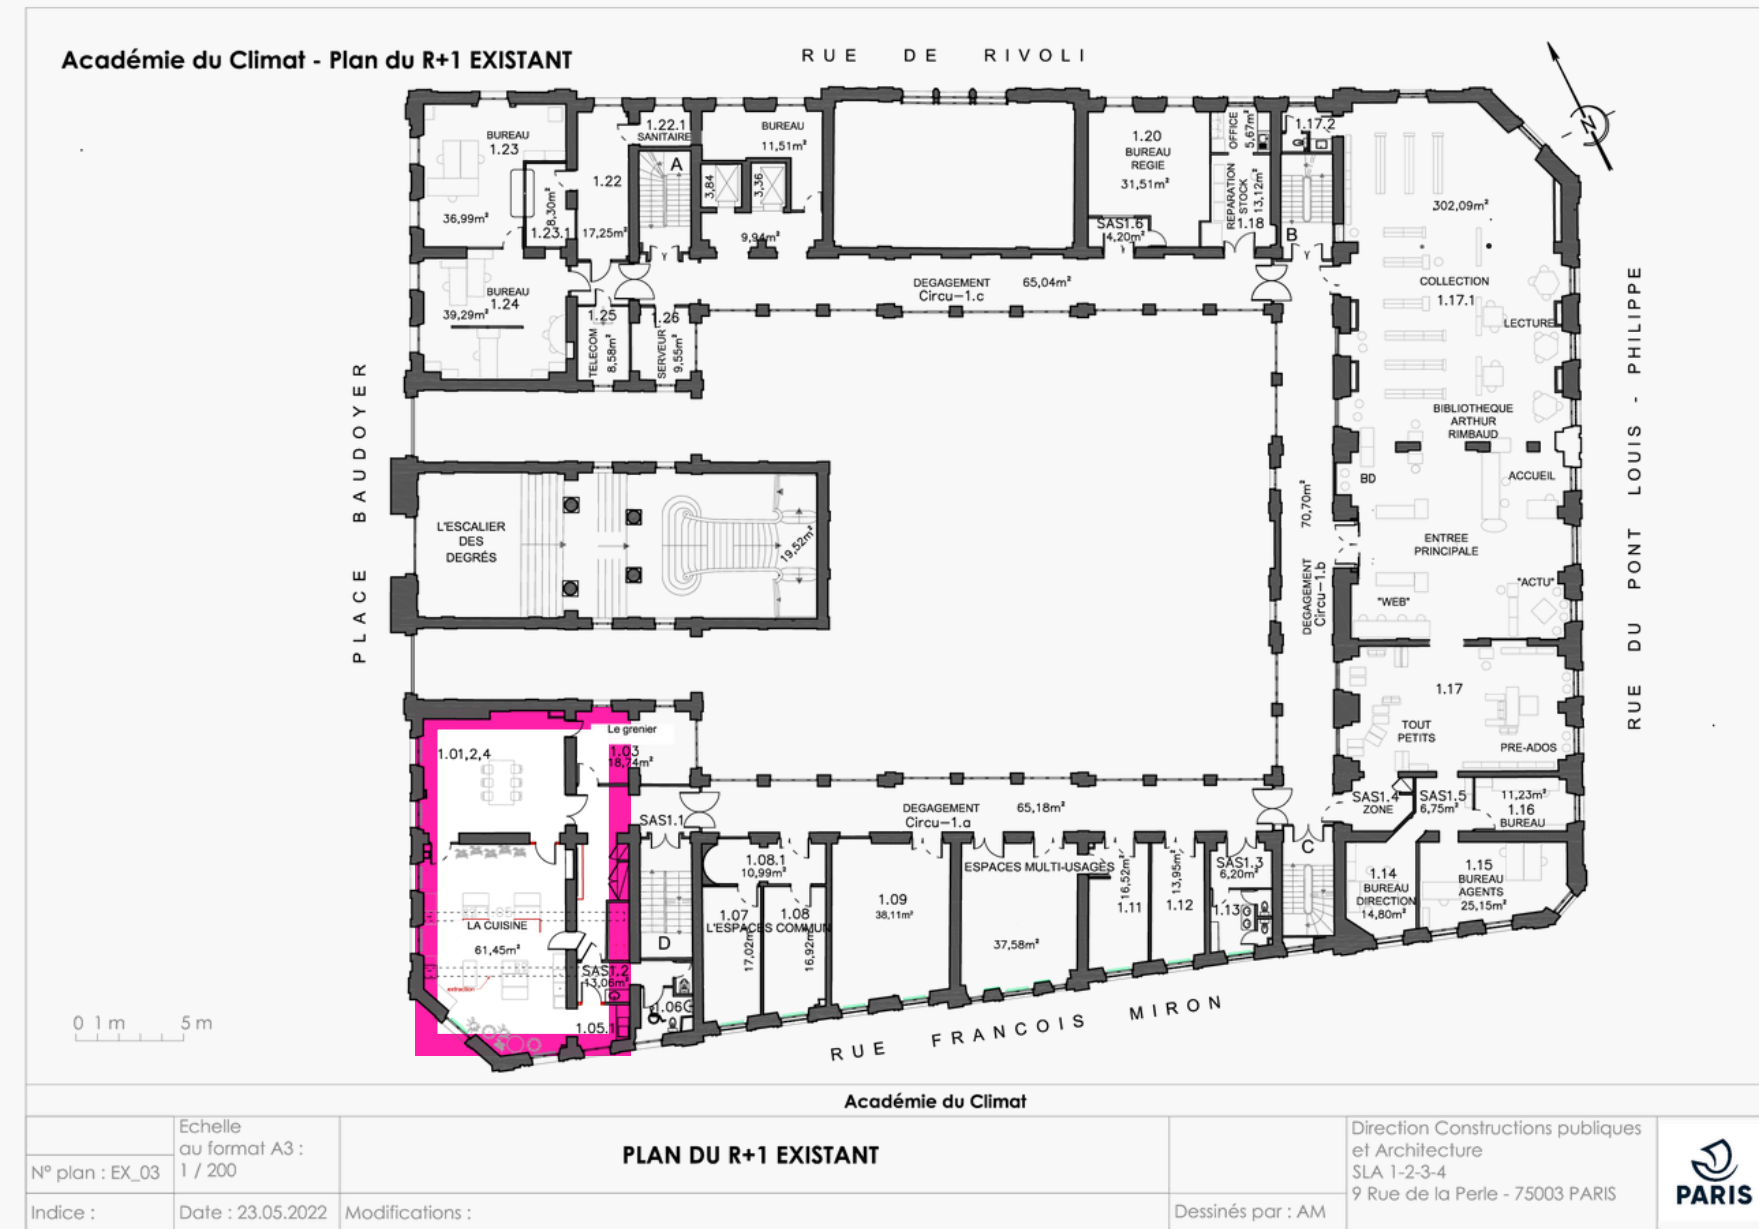 Académie du Climat - Plan du R+1 EXISTANT
RUE DE RIVOLI
BUREAU
1.23
36,99m²
8,30m²
1.23.1
1.22
17,25m²
1.22.1
SANITAIRE
A
BUREAU
11,51m²
3,84
3,36
9,94m²
1.20
BUREAU
REGIE
31,51m²
SAS1.6
4,20m²
OFFICE
5,67m²
REPARATION
STOCK
13,12m²
1.18
1.17.2
B
N
302,09m²
COLLECTION
1.17.1
LECTURE
BIBLIOTHEQUE
ARTHUR
RIMBAUD
BUREAU
1.24
39,29m²
1.25
TELECOM
8,58m²
1.26
SERVEUR
9,55m²
DEGAGEMENT 65,04m²
Circu-1.c
PLACE BAUDOYER
RUE DU PONT LOUIS - PHILIPPE
L'ESCALIER
DES
DEGRÉS
19,52m²
70,70m²
DEGAGEMENT
Circu-1.b
BD
ACCUEIL
ENTREE
PRINCIPALE
"WEB"
"ACTU"
1.17
TOUT
PETITS
PRE-ADOS
1.01,2,4
Le grenier
1.03
18,74m²
SAS1.1
DEGAGEMENT 65,18m²
Circu-1.a
SAS1.4
ZONE
SAS1.5
6,75m²
11,23m²
1.16
BUREAU
LA CUISINE
61,45m²
extraction
SAS1.2
13,06m²
1.05.1
D
1.06
1.08.1
10,99m²
1.07
1.08
L'ESPACES COMMUN
17,02m²
16,92m²
1.09
38,11m²
ESPACES MULTI-USAGES
37,58m²
16,52m²
1.11
13,95m²
1.12
SAS1.3
6,20m²
1.13
C
1.14
BUREAU
DIRECTION
14,80m²
1.15
BUREAU
AGENTS
25,15m²
RUE FRANCOIS MIRON
0 1 m 5 m
Académie du Climat
N° plan : EX_03
Echelle
au format A3 :
1 / 200
PLAN DU R+1 EXISTANT
Direction Constructions publiques
et Architecture
SLA 1-2-3-4
9 Rue de la Perle - 75003 PARIS
PARIS
Indice :
Date : 23.05.2022
Modifications :
Dessinés par : AM